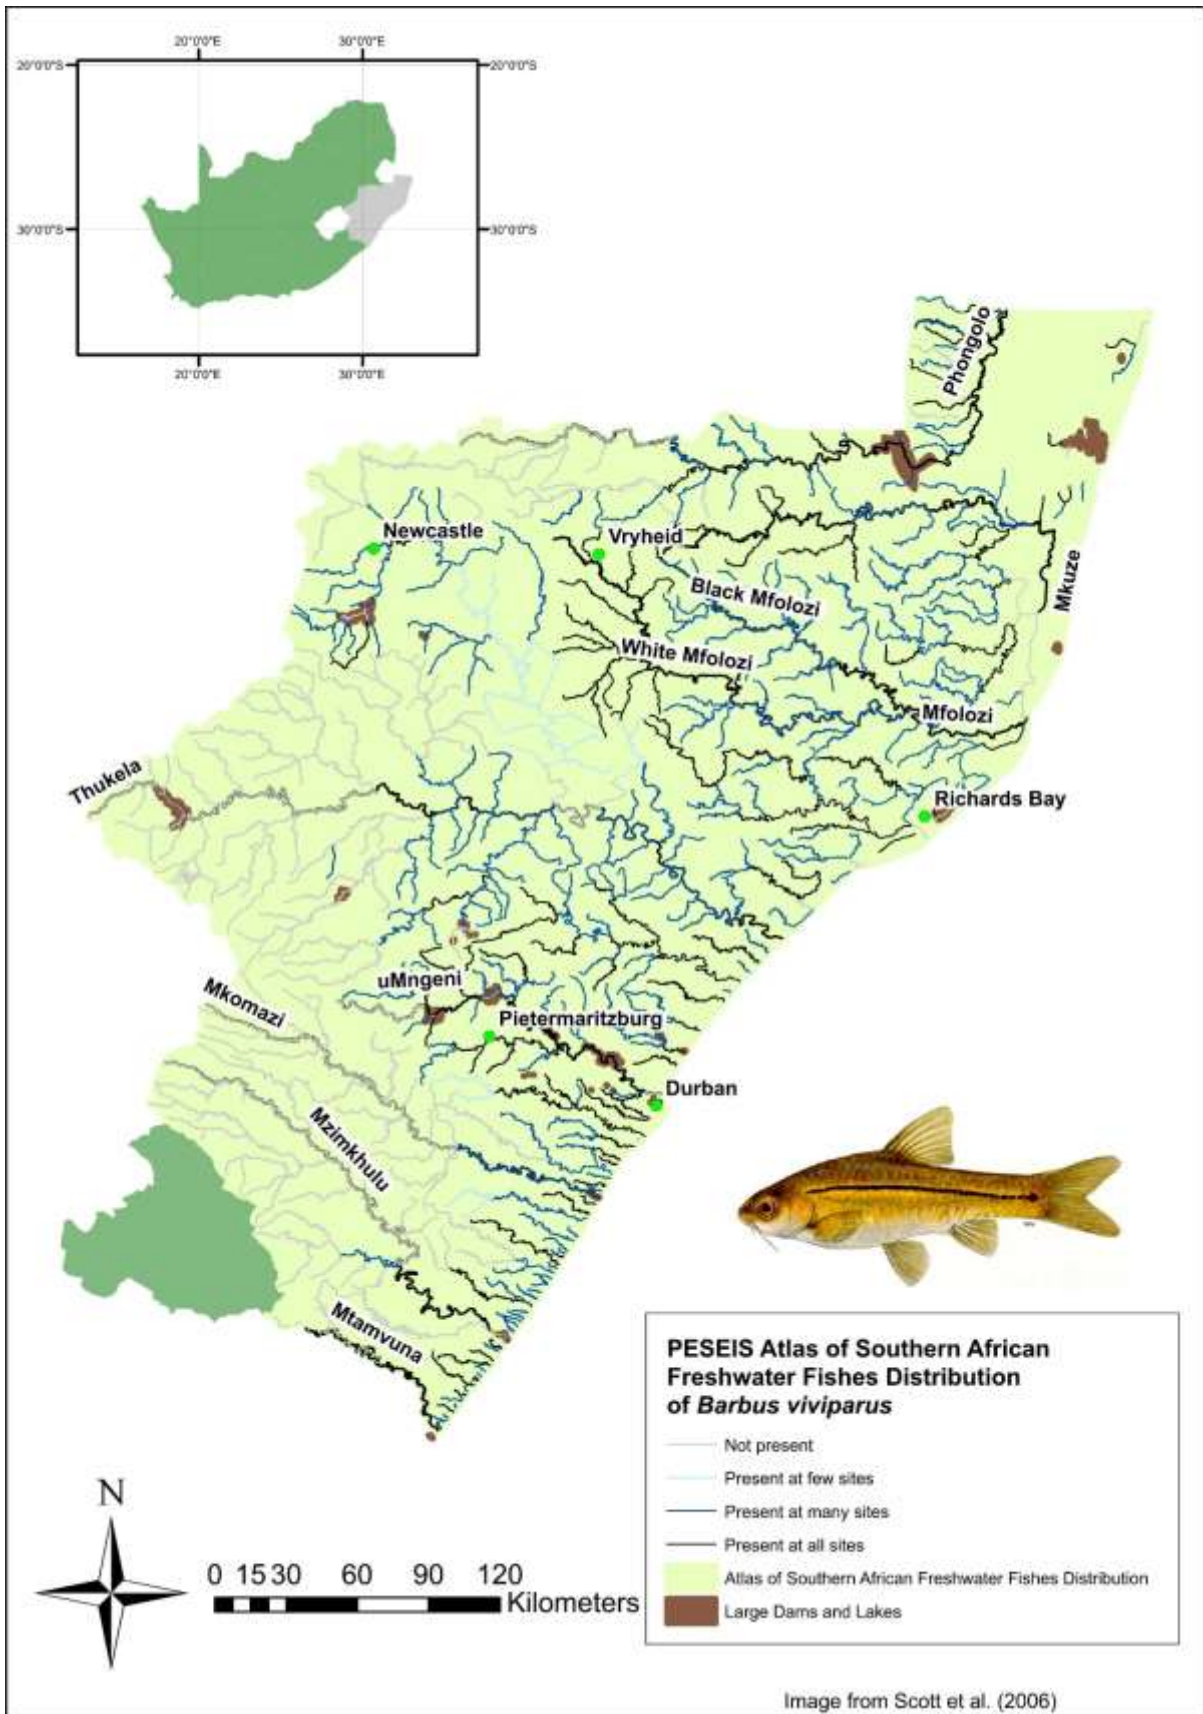 20°0'0"E 30°0'0"E
20°0'0"S 20°0'0"S
30°0'0"S 30°0'0"S
20°0'0"E 30°0'0"E
Phongolo
Newcastle
Vryheid
Mkuze
Black Mfolozi
White Mfolozi
Mfolozi
Thukela
Richards Bay
uMngeni
Mkomazi
Pietermaritzburg
Durban
Mzimkhulu
Mtamvuna
PESEIS Atlas of Southern African
Freshwater Fishes Distribution
of Barbus viviparus
Not present
Present at few sites
Present at many sites
Present at all sites
Atlas of Southern African Freshwater Fishes Distribution
Large Dams and Lakes
N
0 15 30 60 90 120
Kilometers
Image from Scott et al. (2006)